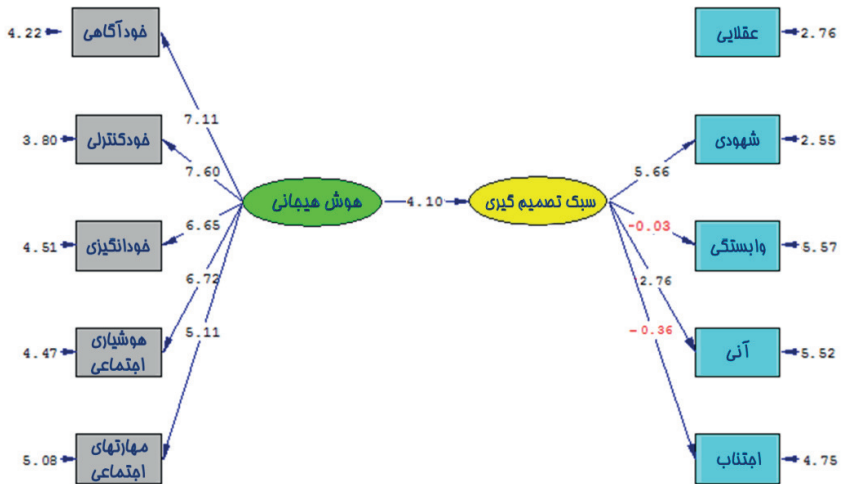 4.22
خودآگاهی
عقلایی
2.76
7.11
3.80
خودکنترلی
شهودی
2.55
7.60
5.66
هوش هیجانی
4.10
سبک تصمیم گیری
6.65
-0.03
4.51
خودانگیزی
وابستگی
5.57
6.72
2.76
5.11
-0.36
4.47
هوشیاری
اجتماعی
آنی
5.52
5.08
مهارتهای
اجتماعی
اجتناب
4.75